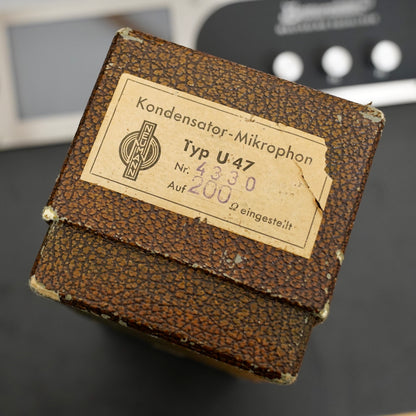 Kondensator-Mikrophon
NEUMANN
Typ U 47
Nr. 4330
Auf 200 Ω eingestellt